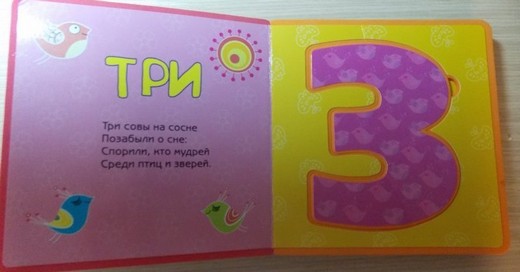 ТРИ
Три совы на сосне
Позабыли о сне:
Спорили, кто мудрей
Среди птиц и зверей.
3